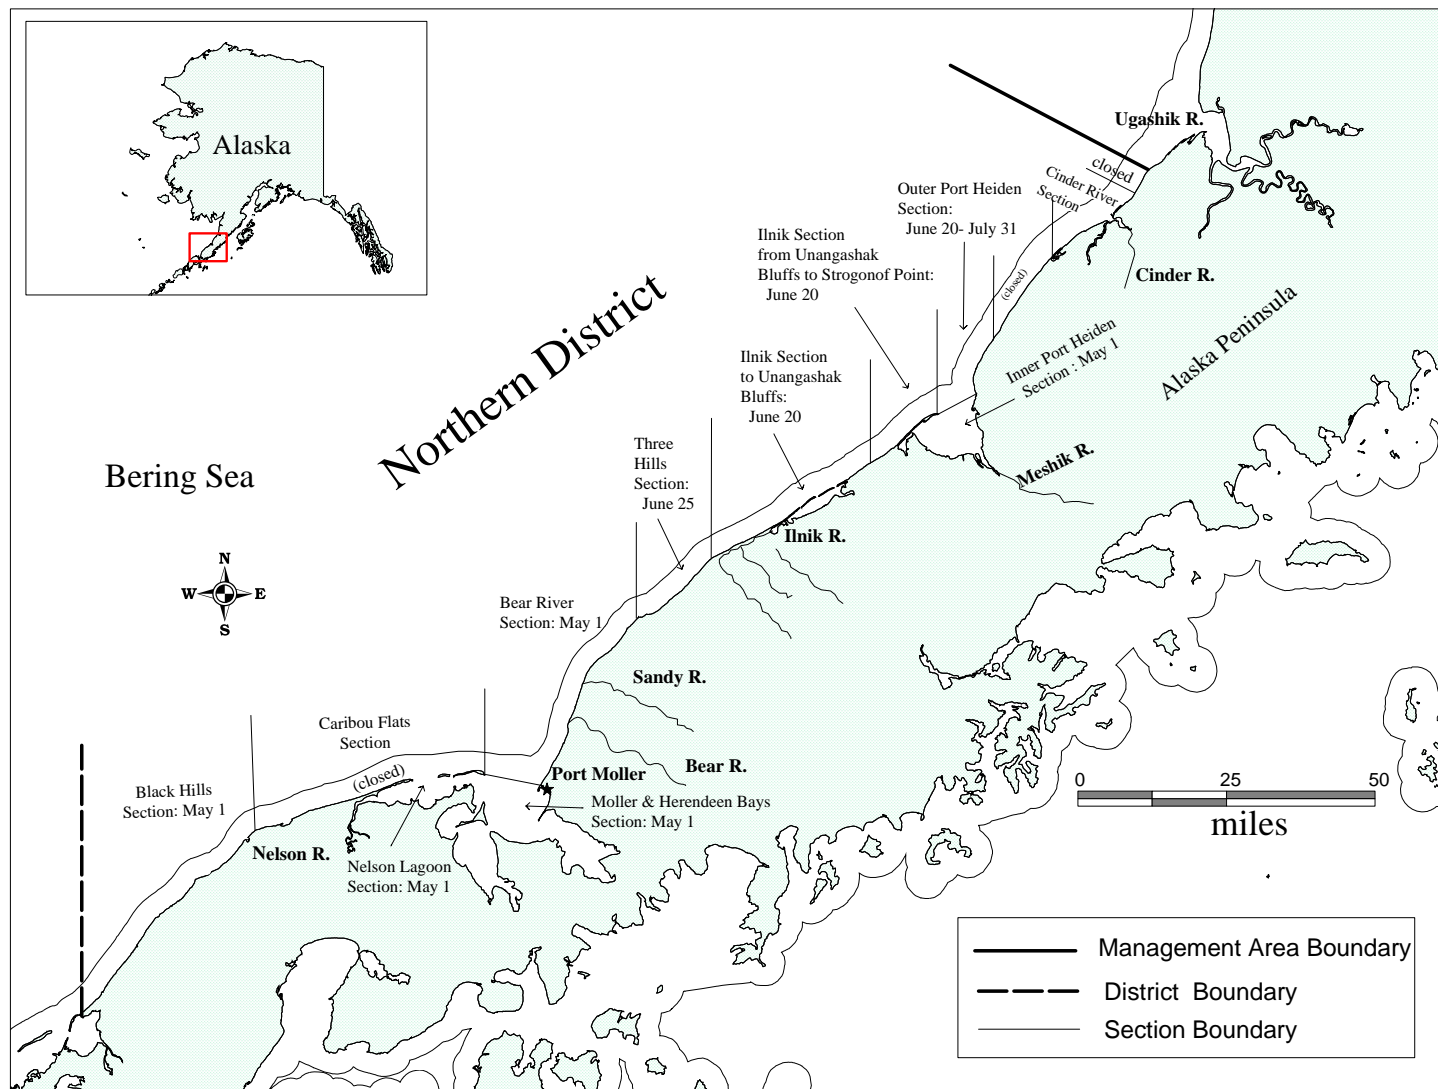 Alaska
Ugashik R.
closed
Cinder River
Section
Outer Port Heiden
Section:
June 20- July 31
Ilnik Section
from Unangashak
Bluffs to Strogonof Point:
June 20
(closed)
Cinder R.
Alaska Peninsula
Inner Port Heiden
Section : May 1
Northern District
Ilnik Section
to Unangashak
Bluffs:
June 20
Three
Hills
Section:
June 25
Bering Sea
Meshik R.
Ilnik R.
N
W
E
S
Bear River
Section: May 1
Sandy R.
Caribou Flats
Section
(closed)
Bear R.
Port Moller
Black Hills
Section: May 1
Moller & Herendeen Bays
Section: May 1
Nelson R.
Nelson Lagoon
Section: May 1
0 25 50
miles
Management Area Boundary
District Boundary
Section Boundary